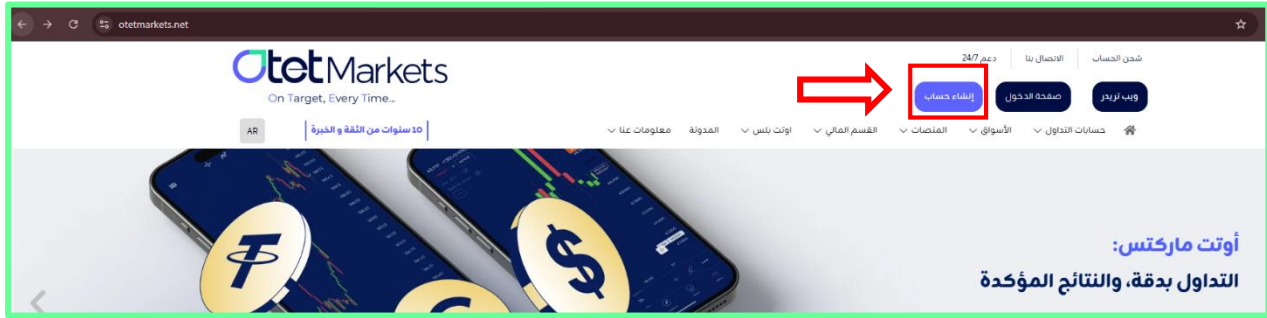 otetmarkets.net
شحن الحساب
الاتصال بنا
دعم 24/7
OtetMarkets
On Target, Every Time...
ويب تريدر
صفحة الدخول
إنشاء حساب
حسابات التداول
الأسواق
المنصات
القسم المالي
اوتت بلس
المدونة
معلومات عنا
10 سنوات من الثقة و الخبرة
AR
أوتت ماركتس:
التداول بدقة، والنتائج المؤكدة